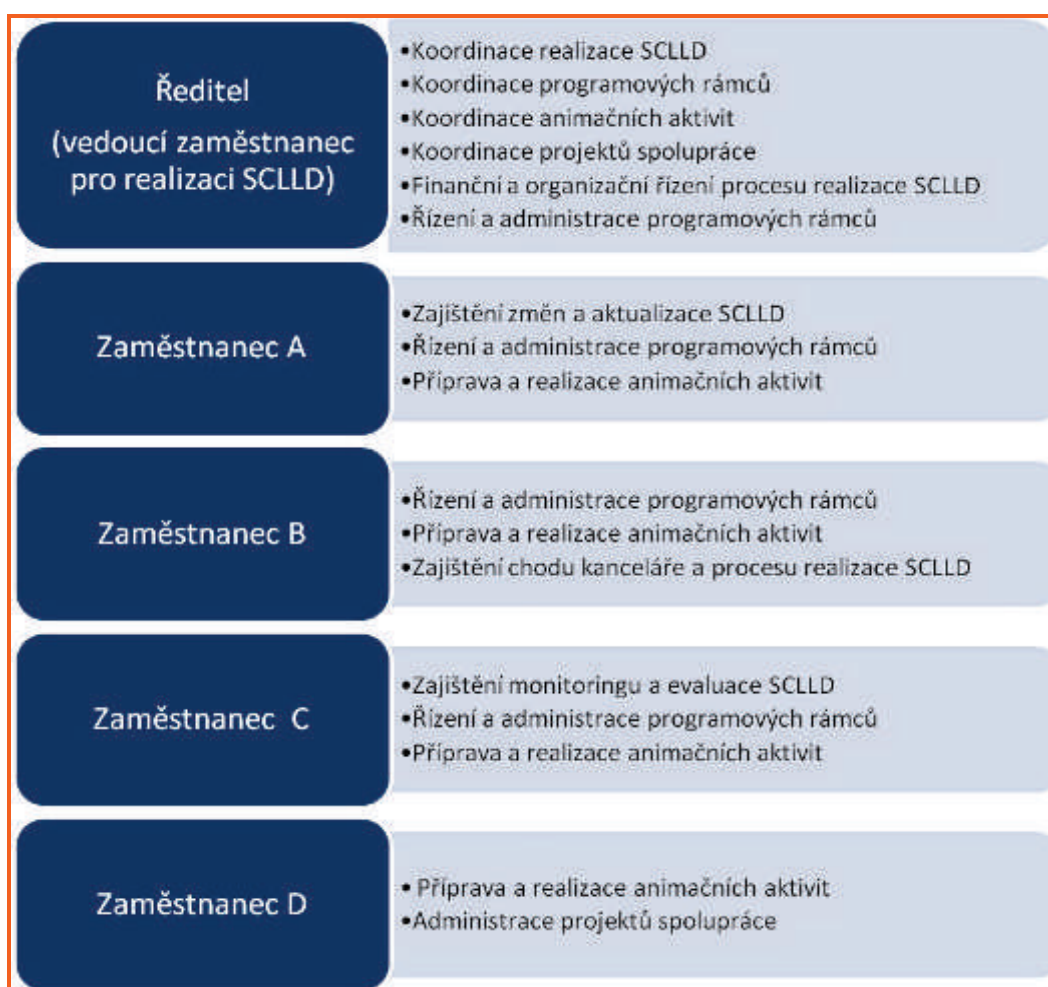 Ředitel
(vedoucí zaměstnanec
pro realizaci SCLLD)
•Koordinace realizace SCLLD
•Koordinace programových rámců
•Koordinace animačních aktivit
•Koordinace projektů spolupráce
•Finanční a organizační řízení procesu realizace SCLLD
•Řízení a administrace programových rámců
Zaměstnanec A
•Zajištění změn a aktualizace SCLLD
•Řízení a administrace programových rámců
•Příprava a realizace animačních aktivit
Zaměstnanec B
•Řízení a administrace programových rámců
•Příprava a realizace animačních aktivit
•Zajištění chodu kanceláře a procesu realizace SCLLD
Zaměstnanec C
•Zajištění monitoringu a evaluace SCLLD
•Řízení a administrace programových rámců
•Příprava a realizace animačních aktivit
Zaměstnanec D
• Příprava a realizace animačních aktivit
•Administrace projektů spolupráce